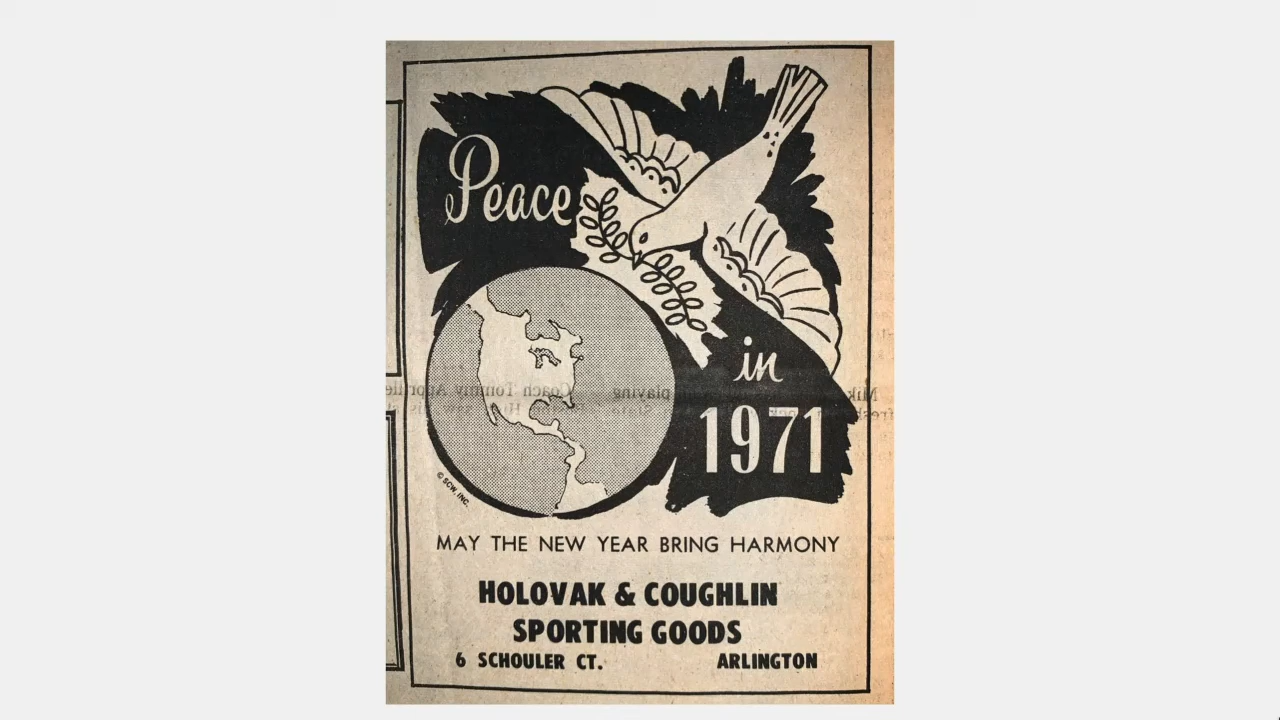 Peace
in
1971
© SCW, INC.
MAY THE NEW YEAR BRING HARMONY
HOLOVAK & COUGHLIN
SPORTING GOODS
6 SCHOULER CT. ARLINGTON